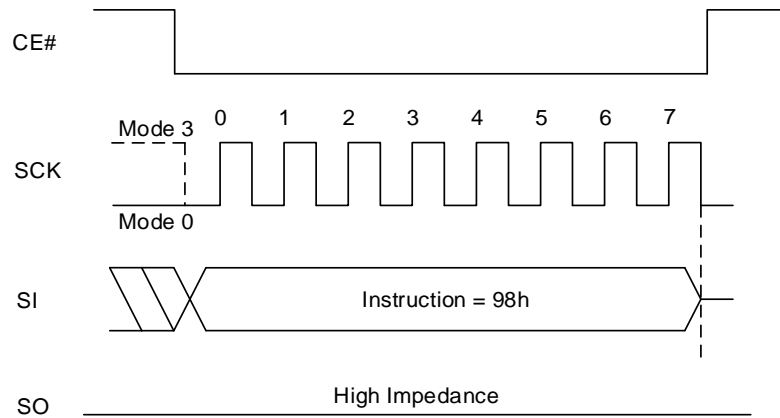 CE#
Mode 3
0 1 2 3 4 5 6 7
SCK
Mode 0
SI
Instruction = 98h
SO
High Impedance